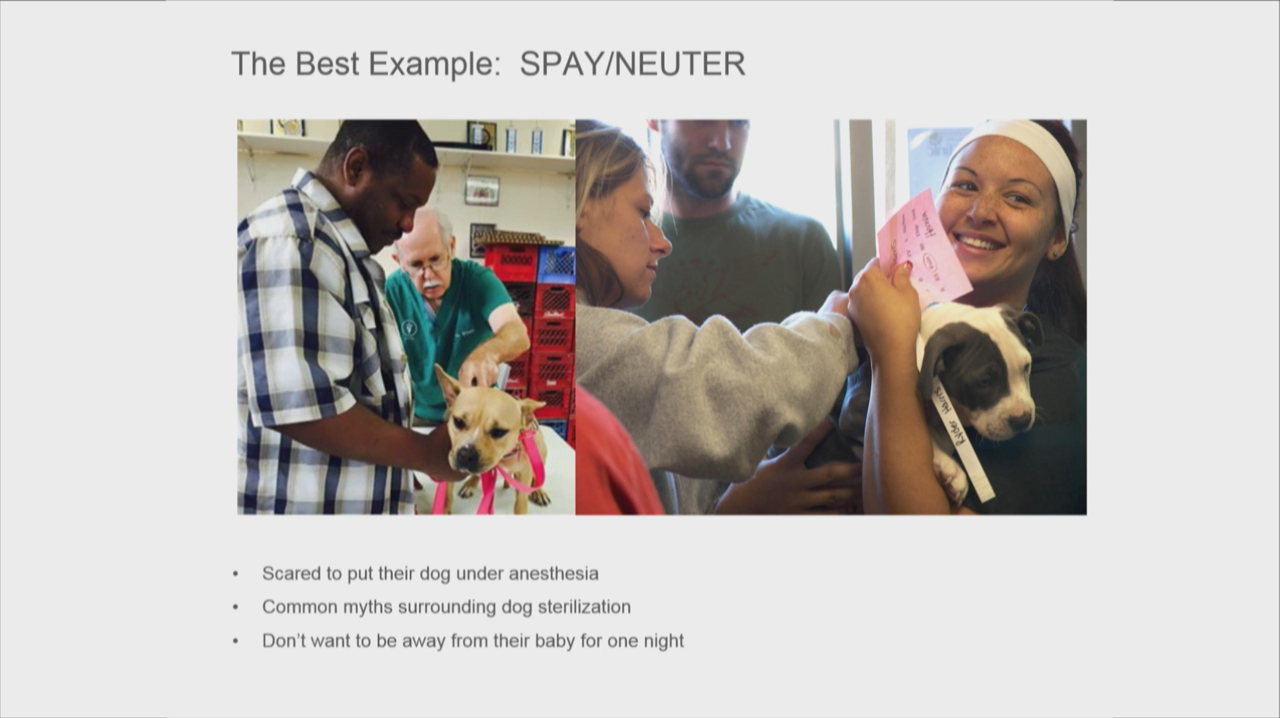 The Best Example: SPAY/NEUTER
• Scared to put their dog under anesthesia
• Common myths surrounding dog sterilization
• Don't want to be away from their baby for one night